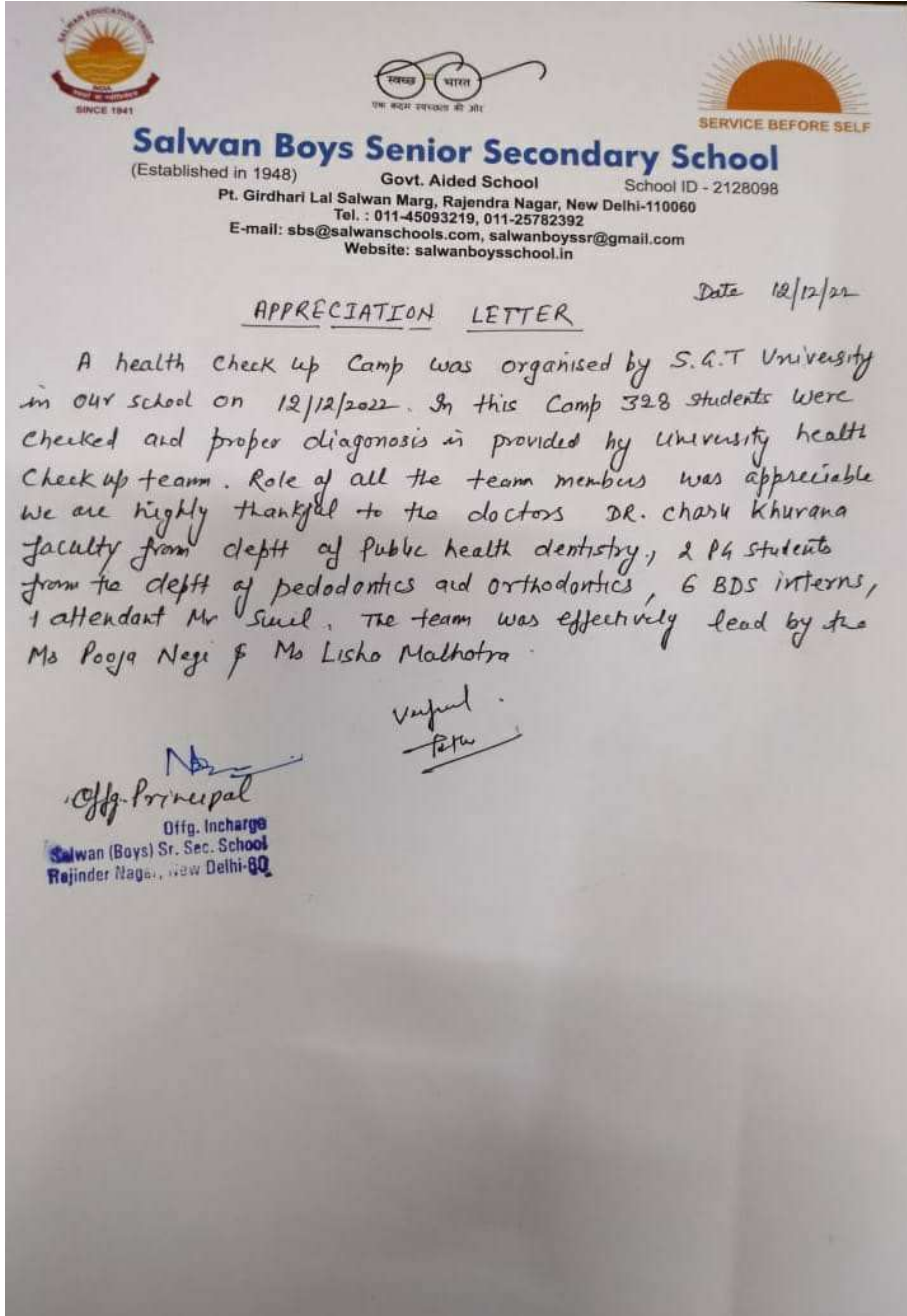 SALWAN EDUCATION TRUST
INDIA
SINCE 1941
स्वच्छ भारत
एक कदम स्वच्छता की ओर
SERVICE BEFORE SELF
Salwan Boys Senior Secondary School
(Established in 1948) Govt. Aided School School ID - 2128098
Pt. Girdhari Lal Salwan Marg, Rajendra Nagar, New Delhi-110060
Tel. : 011-45093219, 011-25782392
E-mail: sbs@salwanschools.com, salwanboyssr@gmail.com
Website: salwanboysschool.in
Date 12/12/22
APPRECIATION LETTER
A health Check up Camp was organised by S.G.T University
in our school on 12/12/2022. In this Camp 328 students were
Checked and proper diagonosis is provided by University health
Check up teamm. Role of all the team members was appreciable
We are highly thankful to the doctors DR. Charu Khurana
faculty from deptt of Public health dentistry., 2 PG students
from the deptt of pedodontics and orthodontics, 6 BDS interns,
1 attendant Mr Sunil. The team was effectively lead by the
Ms Pooja Negi & Ms Lisho Malhotra.
Offg. Principal
Offg. Incharge
Salwan (Boys) Sr. Sec. School
Rajinder Nagar, New Delhi-60